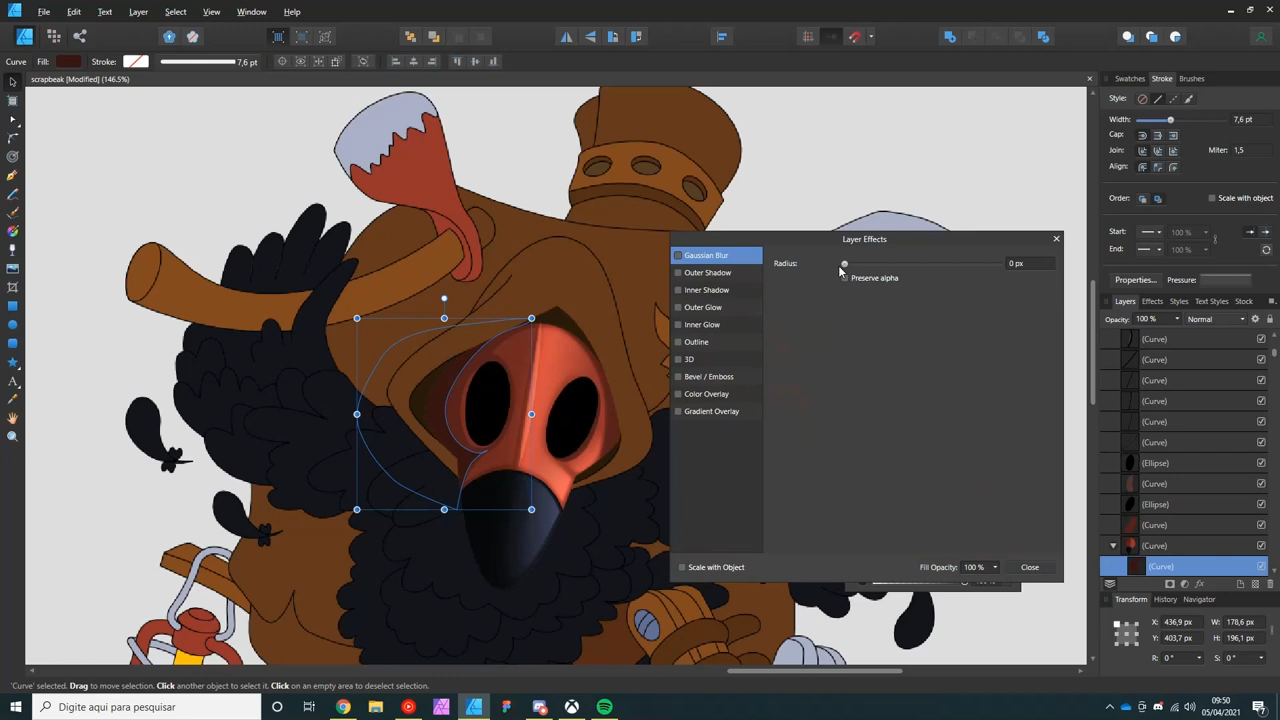 File Edit Text Layer Select View Window Help
Curve Fill: Stroke: 7,6 pt
scrapbeak [Modified] (146.5%)
Swatches Stroke Brushes
Style:
Width: 7,6 pt
Cap:
Join: Miter: 1,5
Align:
Order: Scale with object
Start: 100 %
End: 100 %
Properties... Pressure:
Layers Effects Styles Text Styles Stock
Opacity: 100 % Normal
(Curve)
(Curve)
(Curve)
(Curve)
(Curve)
(Curve)
(Ellipse)
(Curve)
(Ellipse)
(Curve)
(Curve)
(Curve)
Transform History Navigator
X: 436,9 px W: 178,6 px
Y: 403,7 px H: 196,1 px
R: 0 ° S: 0 °
Layer Effects
Gaussian Blur
Outer Shadow
Inner Shadow
Outer Glow
Inner Glow
Outline
3D
Bevel / Emboss
Color Overlay
Gradient Overlay
Radius: 0 px
Preserve alpha
Scale with Object Fill Opacity: 100 % Close
'Curve' selected. Drag to move selection. Click another object to select it. Click on an empty area to deselect selection.
Digite aqui para pesquisar
09:50
05/04/2021